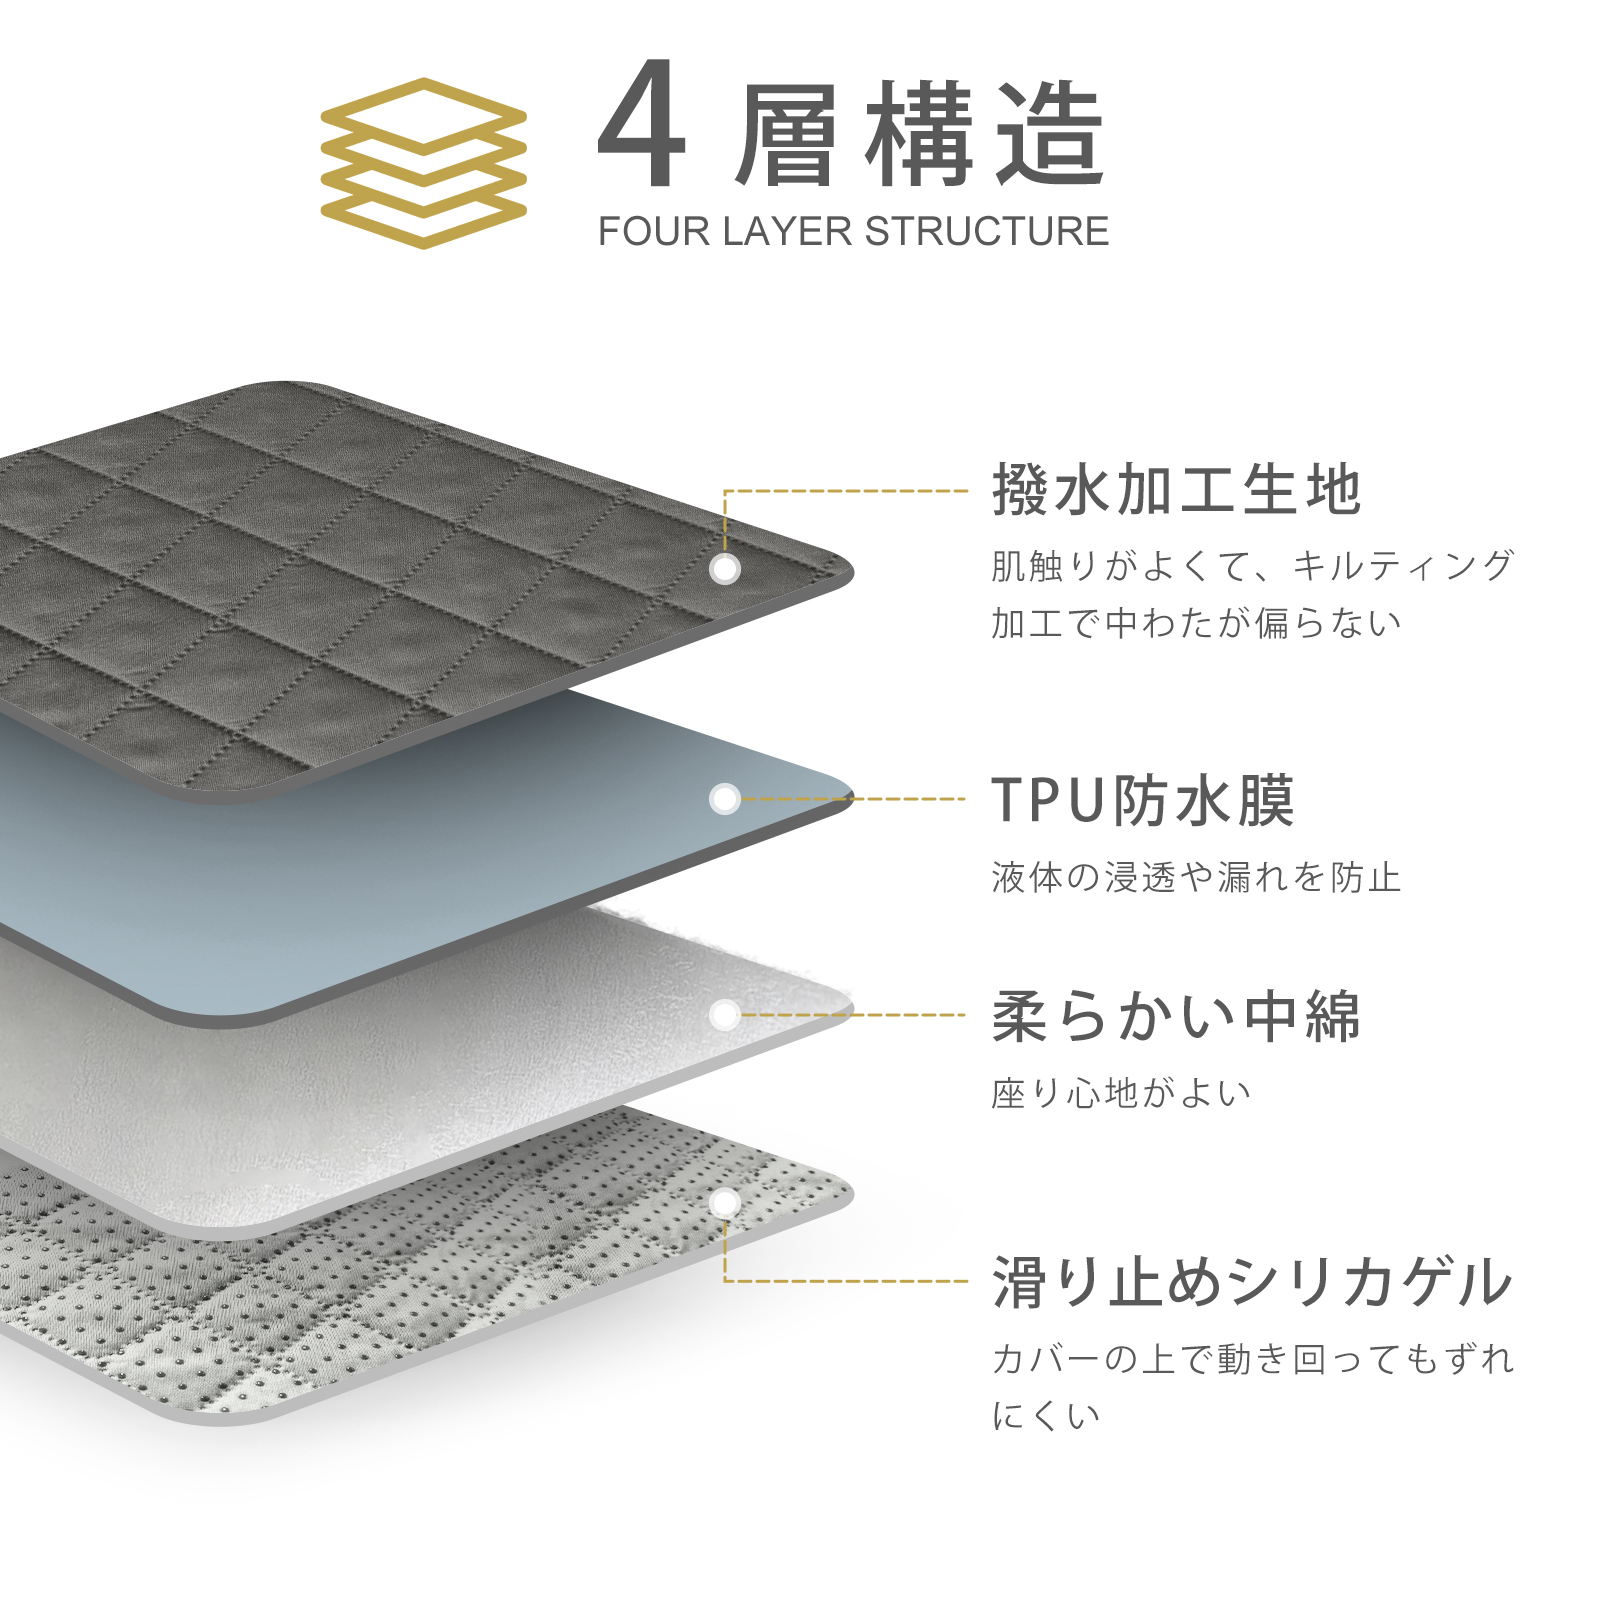 4層構造
FOUR LAYER STRUCTURE
撥水加工生地
肌触りがよくて、キルティング
加工で中わたが偏らない
TPU防水膜
液体の浸透や漏れを防止
柔らかい中綿
座り心地がよい
滑り止めシリカゲル
カバーの上で動き回ってもずれ
にくい